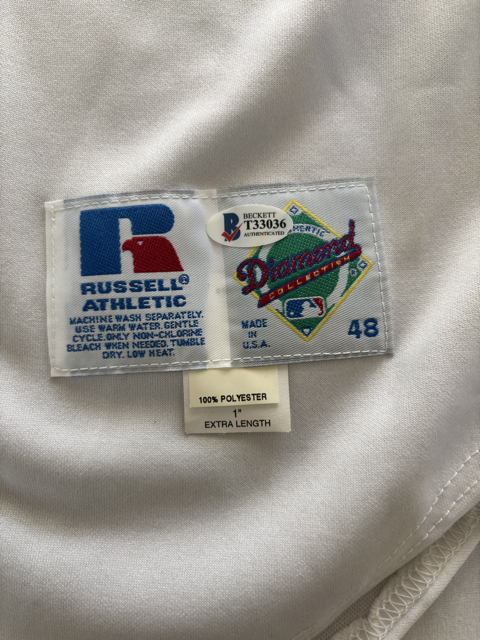 RUSSELL®
ATHLETIC
MACHINE WASH SEPARATELY.
USE WARM WATER. GENTLE
CYCLE. ONLY NON-CHLORINE
BLEACH WHEN NEEDED. TUMBLE
DRY. LOW HEAT.
BECKETT
T33036
AUTHENTICATED
Diamond
COLLECTION
MADE
IN
U.S.A.
48
100% POLYESTER
1"
EXTRA LENGTH